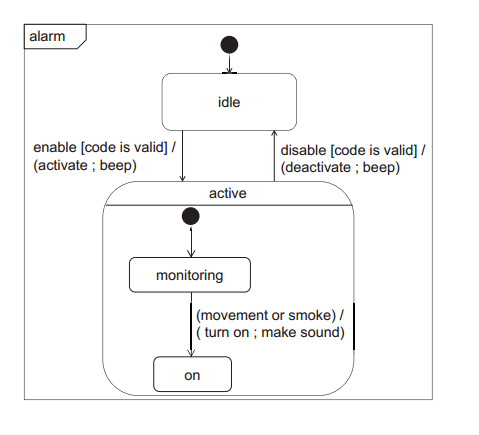 alarm
idle
enable [code is valid] /
(activate ; beep)
disable [code is valid] /
(deactivate ; beep)
active
monitoring
(movement or smoke) /
( turn on ; make sound)
on